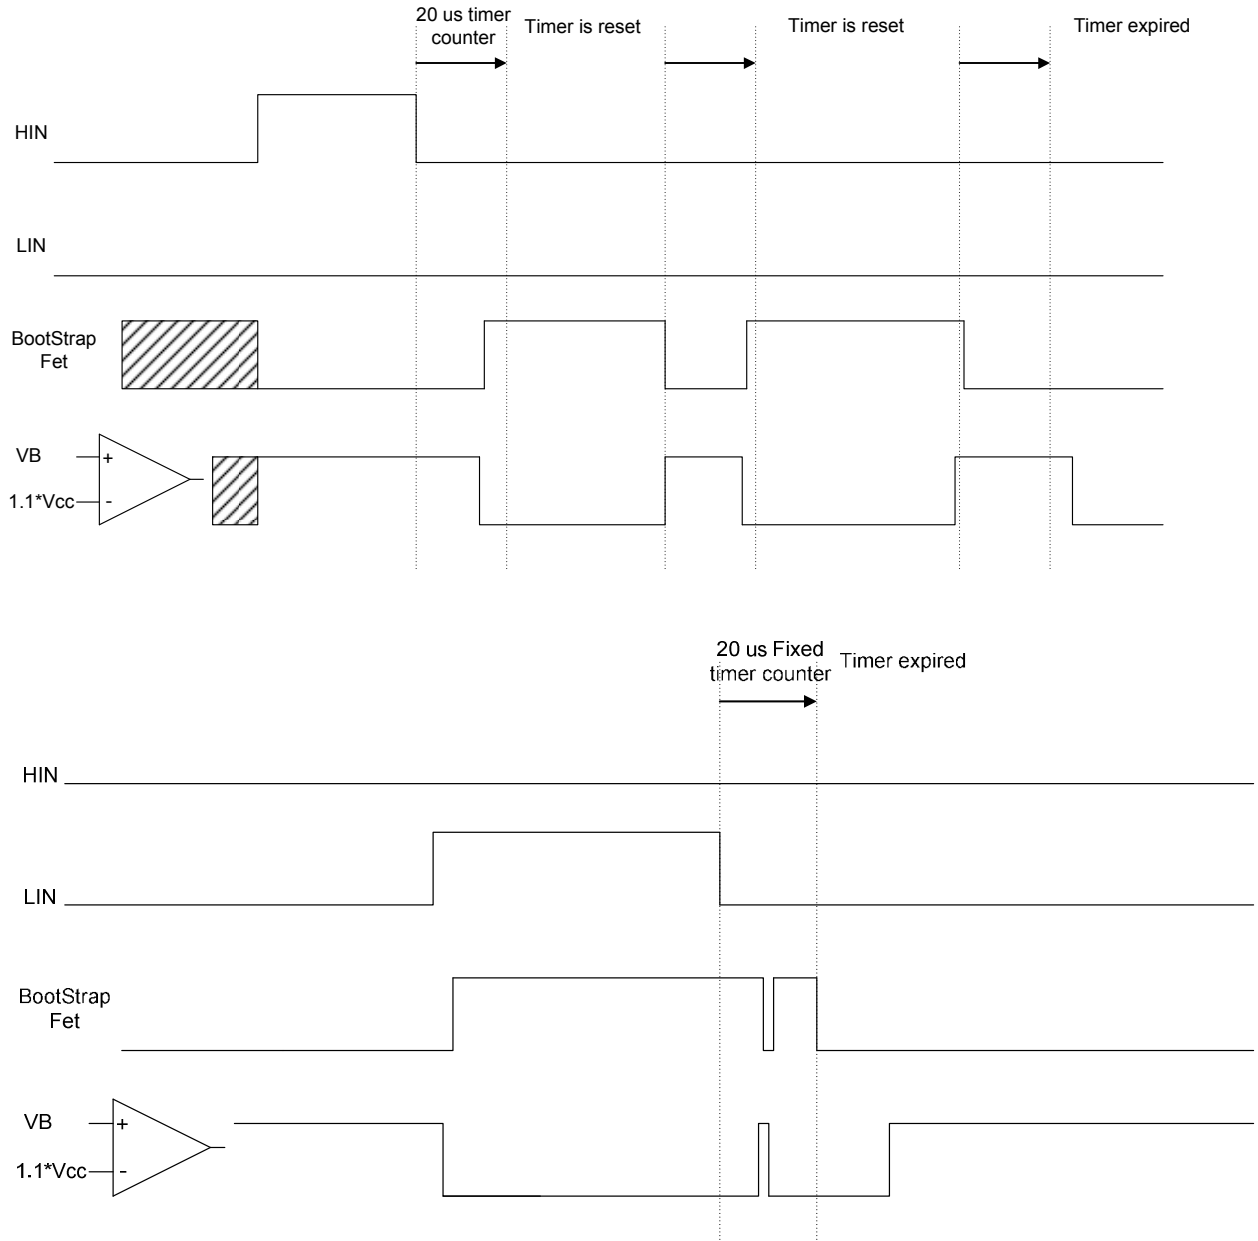 20 us timer
counter
Timer is reset
Timer is reset
Timer expired
HIN
LIN
BootStrap
Fet
VB
+
1.1*Vcc
-
20 us Fixed
timer counter
Timer expired
HIN
LIN
BootStrap
Fet
VB
+
1.1*Vcc
-